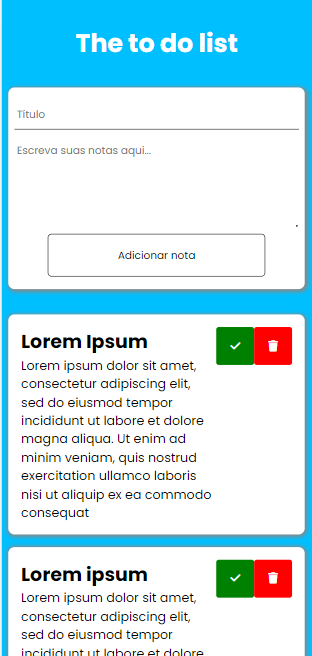 The to do list
Título
Escreva suas notas aqui...
Adicionar nota
Lorem Ipsum
Lorem ipsum dolor sit amet,
consectetur adipiscing elit,
sed do eiusmod tempor
incididunt ut labore et dolore
magna aliqua. Ut enim ad
minim veniam, quis nostrud
exercitation ullamco laboris
nisi ut aliquip ex ea commodo
consequat
Lorem ipsum
Lorem ipsum dolor sit amet,
consectetur adipiscing elit,
sed do eiusmod tempor
incididunt ut labore et dolore